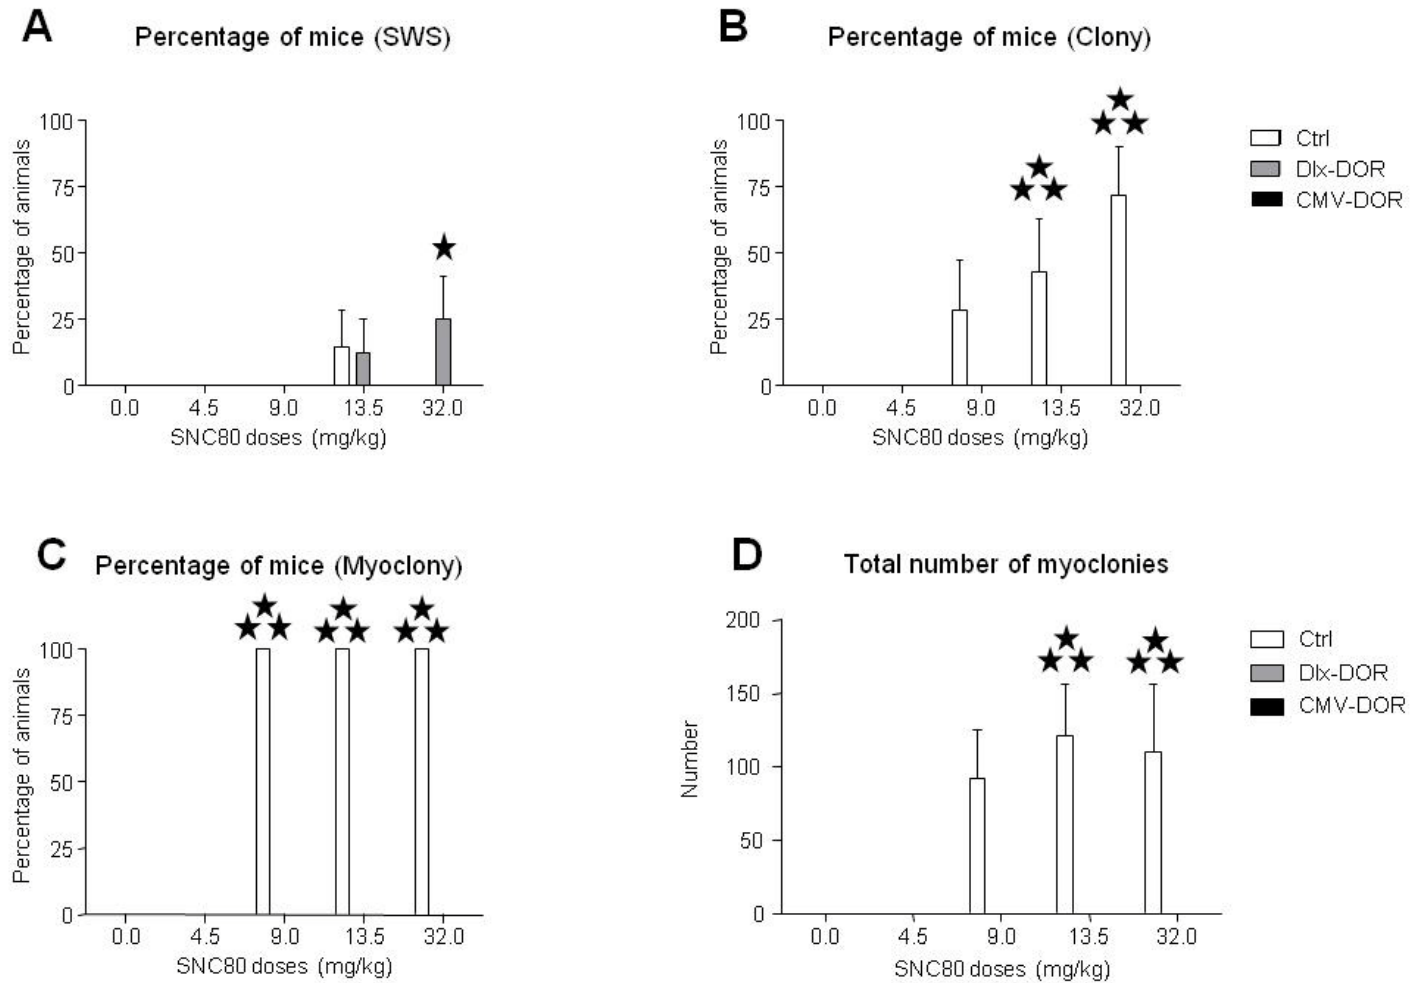 A
Percentage of mice (SWS)
Percentage of animals
100
75
50
25
0
0.0 4.5 9.0 13.5 32.0
SNC80 doses (mg/kg)
B
Percentage of mice (Clony)
Percentage of animals
100
75
50
25
0
0.0 4.5 9.0 13.5 32.0
SNC80 doses (mg/kg)
Ctrl
Dlx-DOR
CMV-DOR
C
Percentage of mice (Myoclony)
Percentage of animals
100
75
50
25
0
0.0 4.5 9.0 13.5 32.0
SNC80 doses (mg/kg)
D
Total number of myoclonies
Number
200
150
100
50
0
0.0 4.5 9.0 13.5 32.0
SNC80 doses (mg/kg)
Ctrl
Dlx-DOR
CMV-DOR